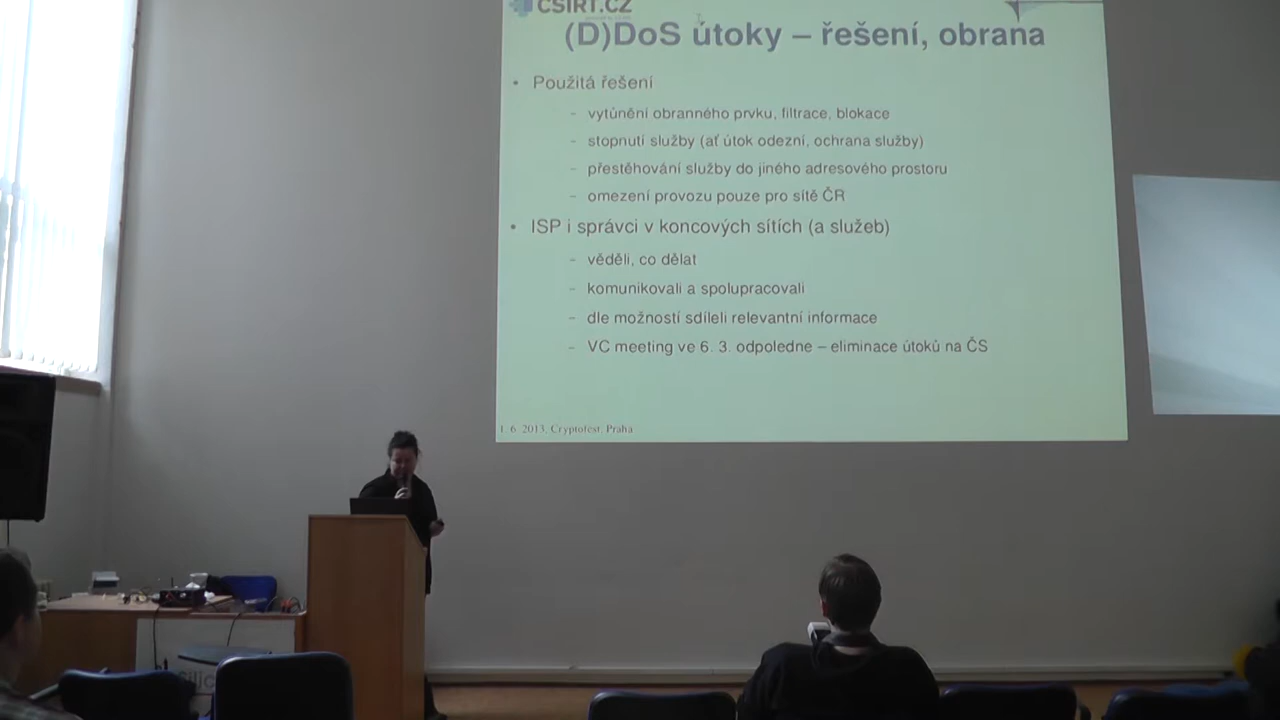 CSIRT.CZ
(D)DoS útoky – řešení, obrana
• Použitá řešení
– vytúnění obranného prvku, filtrace, blokace
– stopnutí služby (ať útok odezní, ochrana služby)
– přestěhování služby do jiného adresového prostoru
– omezení provozu pouze pro sítě ČR
• ISP i správci v koncových sítích (a služeb)
– věděli, co dělat
– komunikovali a spolupracovali
– dle možností sdíleli relevantní informace
– VC meeting ve 6. 3. odpoledne – eliminace útoků na ČS
1. 6. 2013, Cryptofest, Praha